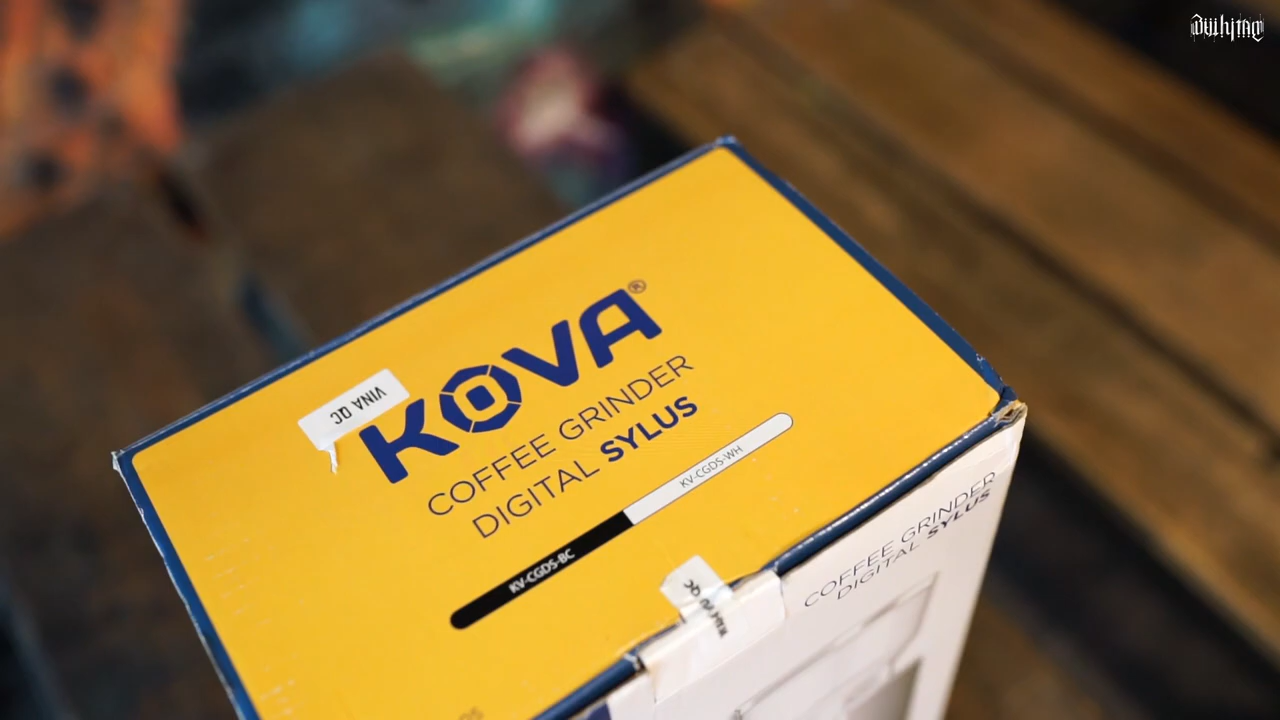 KOVA®
COFFEE GRINDER
DIGITAL SYLUS
KV-CGDS-BC
KV-CGDS-WH
VINA QC
COFFEE GRINDER
DIGITAL SYLUS